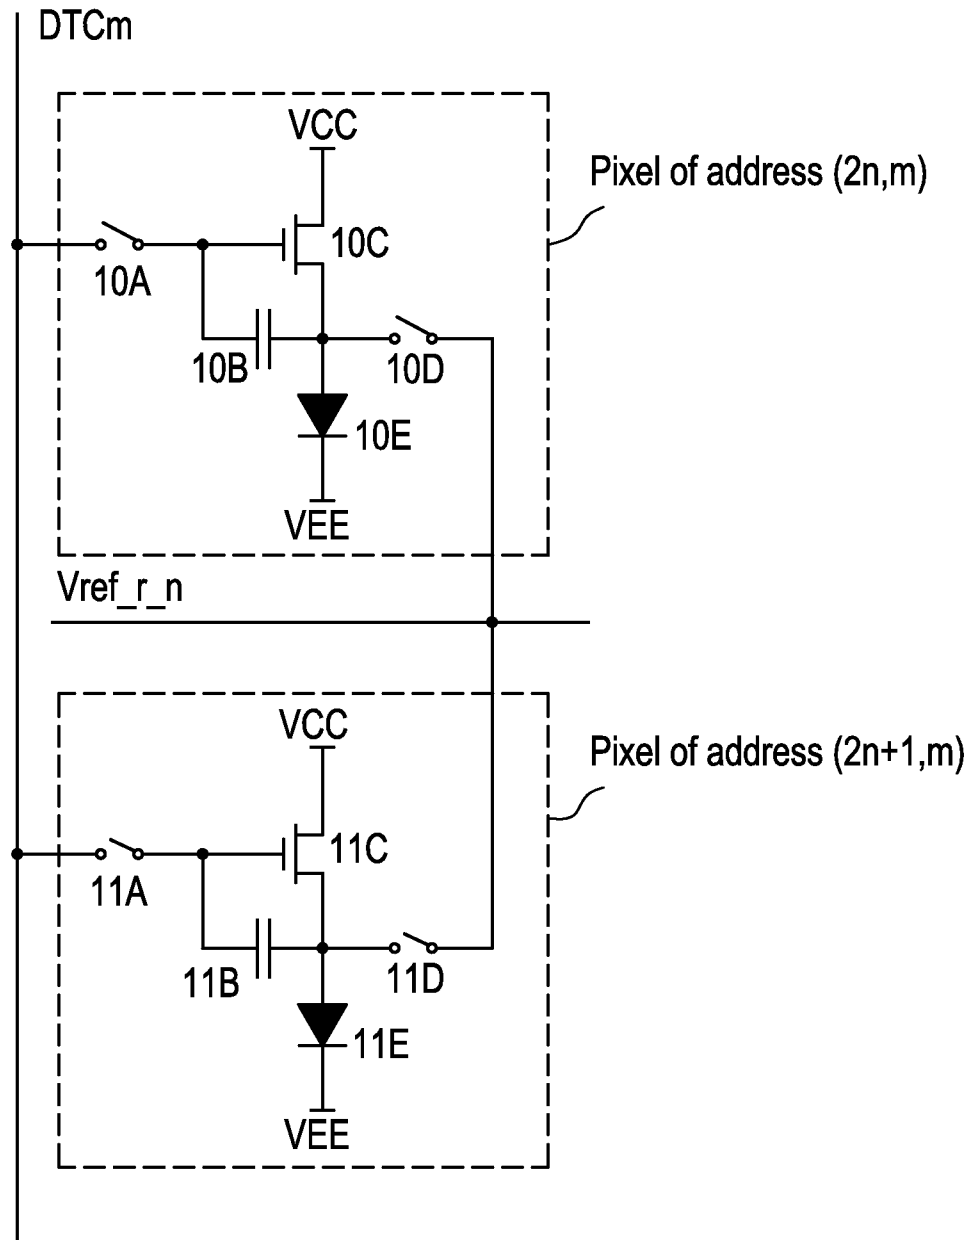 DTCm
VCC
Pixel of address (2n,m)
10C
10A
10B
10D
10E
VEE
Vref_r_n
VCC
Pixel of address (2n+1,m)
11C
11A
11B
11D
11E
VEE